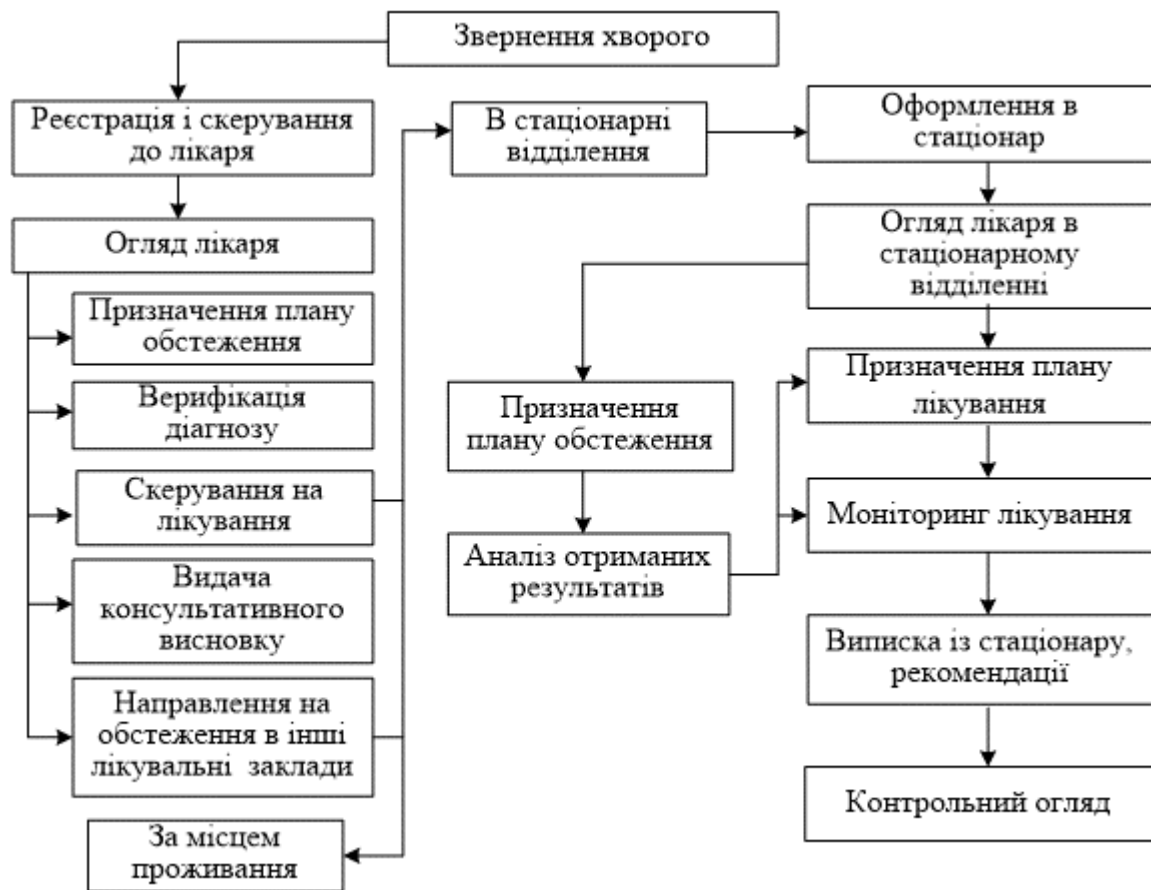 Звернення хворого
Реєстрація і скерування
до лікаря
Огляд лікаря
Призначення плану
обстеження
Верифікація
діагнозу
Скерування на
лікування
Видача
консультативного
висновку
Направлення на
обстеження в інші
лікувальні заклади
За місцем
проживання
В стаціонарні
відділення
Призначення
плану обстеження
Аналіз отриманих
результатів
Оформлення в
стаціонар
Огляд лікаря в
стаціонарному
відділенні
Призначення плану
лікування
Моніторинг лікування
Виписка із стаціонару,
рекомендації
Контрольний огляд